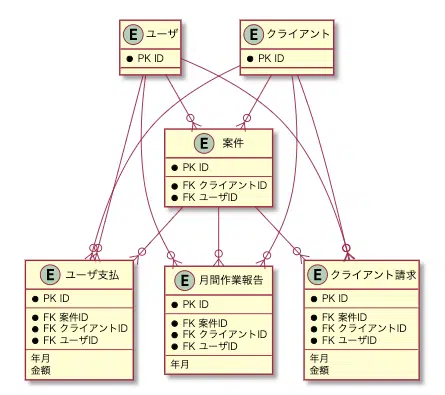 E ユーザ
PK ID
E クライアント
PK ID
E 案件
PK ID
FK クライアントID
FK ユーザID
E ユーザ支払
PK ID
FK 案件ID
FK クライアントID
FK ユーザID
年月
金額
E 月間作業報告
PK ID
FK 案件ID
FK クライアントID
FK ユーザID
年月
E クライアント請求
PK ID
FK 案件ID
FK クライアントID
FK ユーザID
年月
金額